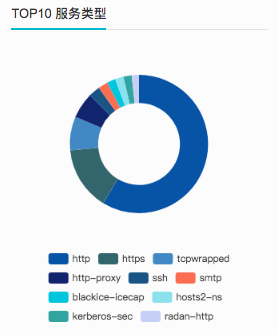 TOP10 服务类型
http https tcpwrapped
http-proxy ssh smtp
blackice-icecap hosts2-ns
kerberos-sec radan-http